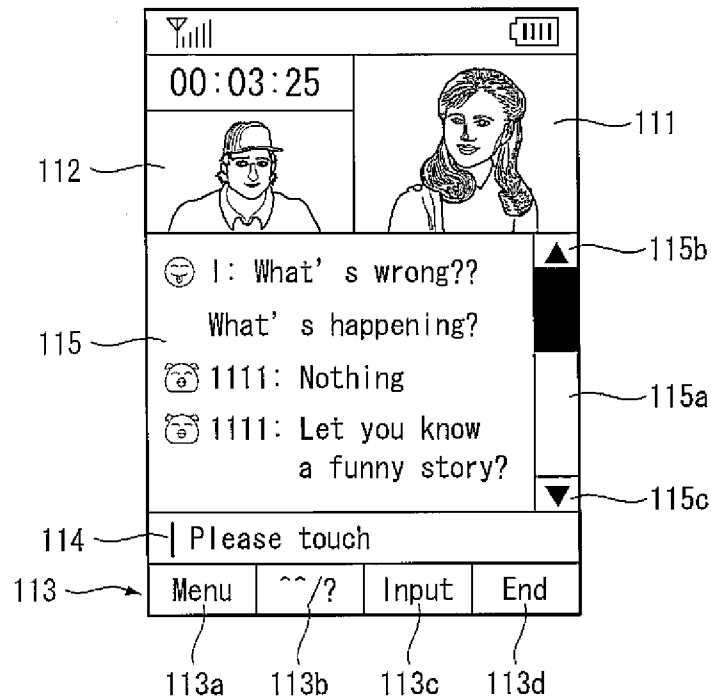 00:03:25
111
112
115b
I: What's wrong??
What's happening?
115
1111: Nothing
115a
1111: Let you know
a funny story?
115c
114
Please touch
113
Menu
^^/?
Input
End
113a
113b
113c
113d